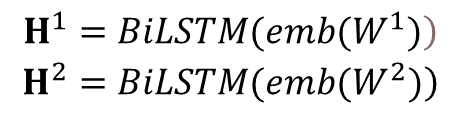 H¹ = BiLSTM(emb(W¹))
H² = BiLSTM(emb(W²))